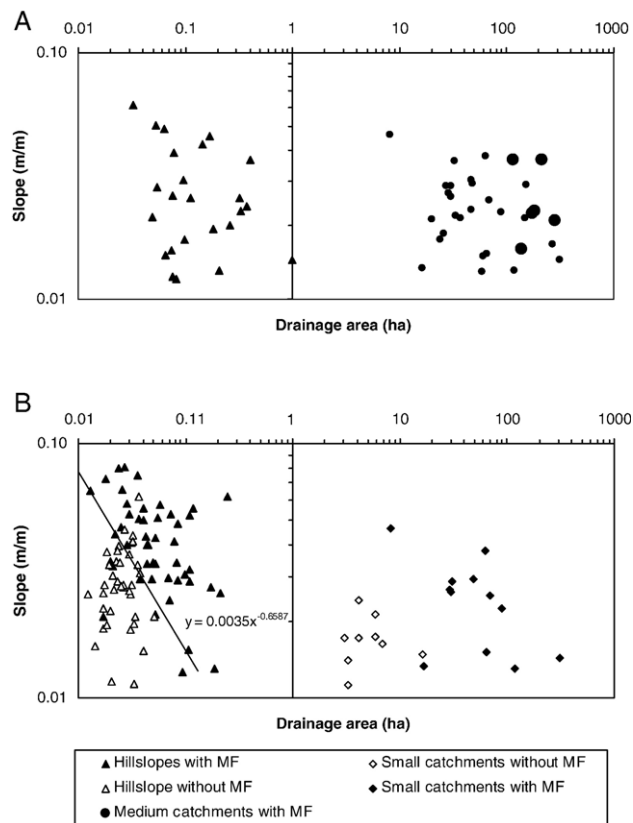 A
0.01 0.1 1 10 100 1000
0.10
Slope (m/m)
0.01
Drainage area (ha)
B
0.01 0.11 1 10 100 1000
0.10
Slope (m/m)
y = 0.0035x-0.6587
0.01
Drainage area (ha)
Hillslopes with MF
Small catchments without MF
Hillslope without MF
Small catchments with MF
Medium catchments with MF